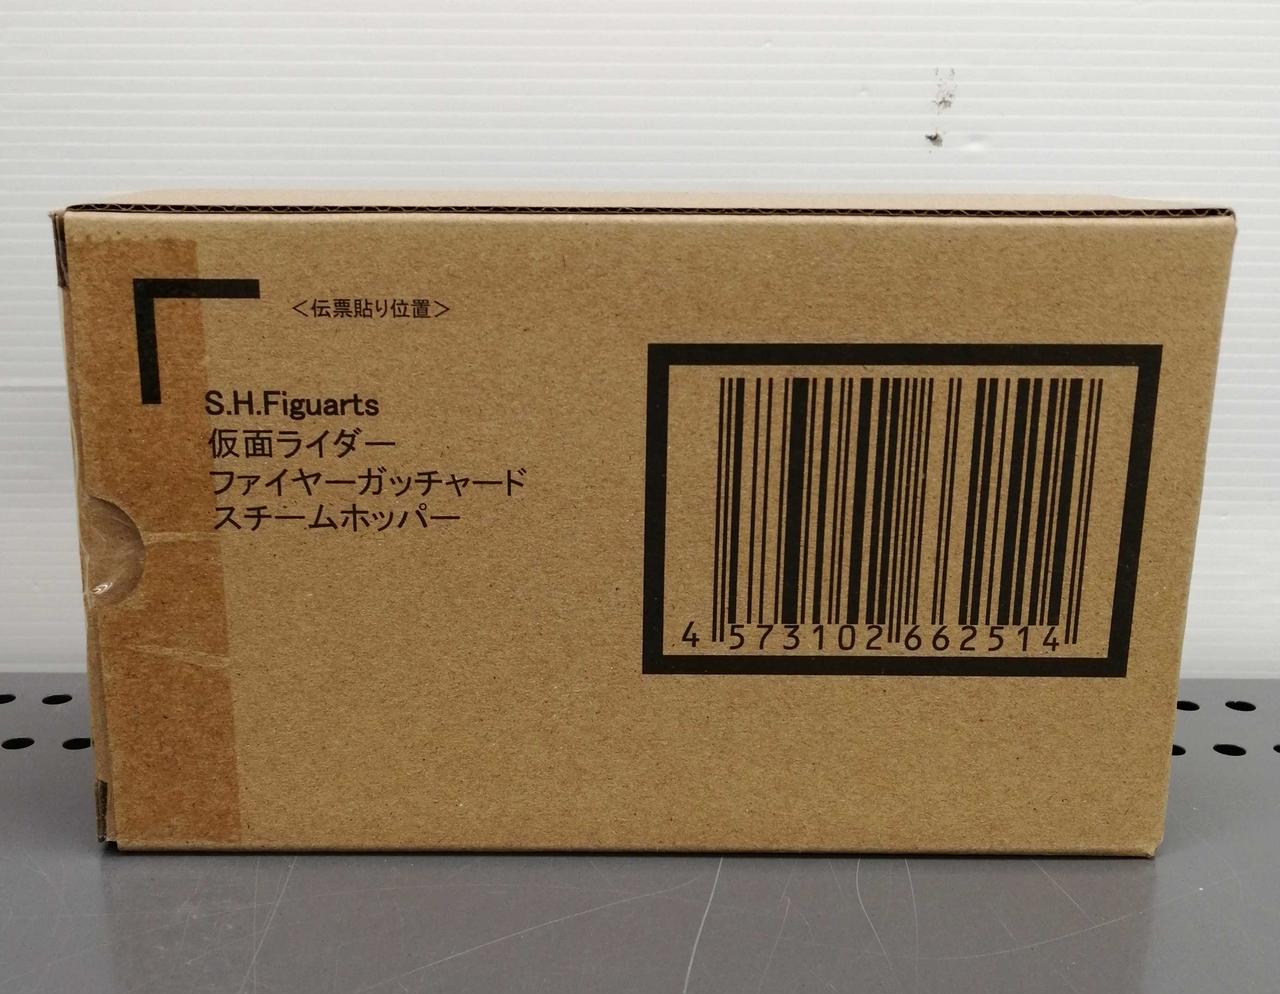 ＜伝票貼り位置＞
S.H.Figuarts
仮面ライダー
ファイヤーガッチャード
スチームホッパー
4 573102 662514